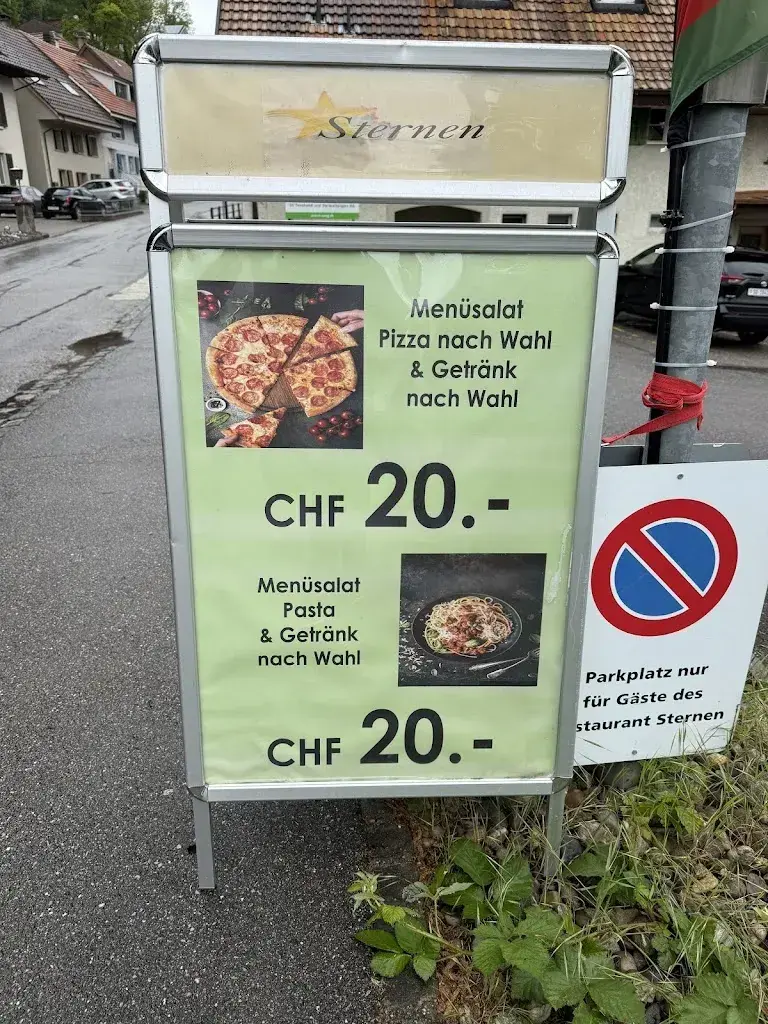 Sternen
Menüsalat
Pizza nach Wahl
& Getränk
nach Wahl
CHF 20.-
Menüsalat
Pasta
& Getränk
nach Wahl
CHF 20.-
Parkplatz nur
für Gäste des
staurant Sternen